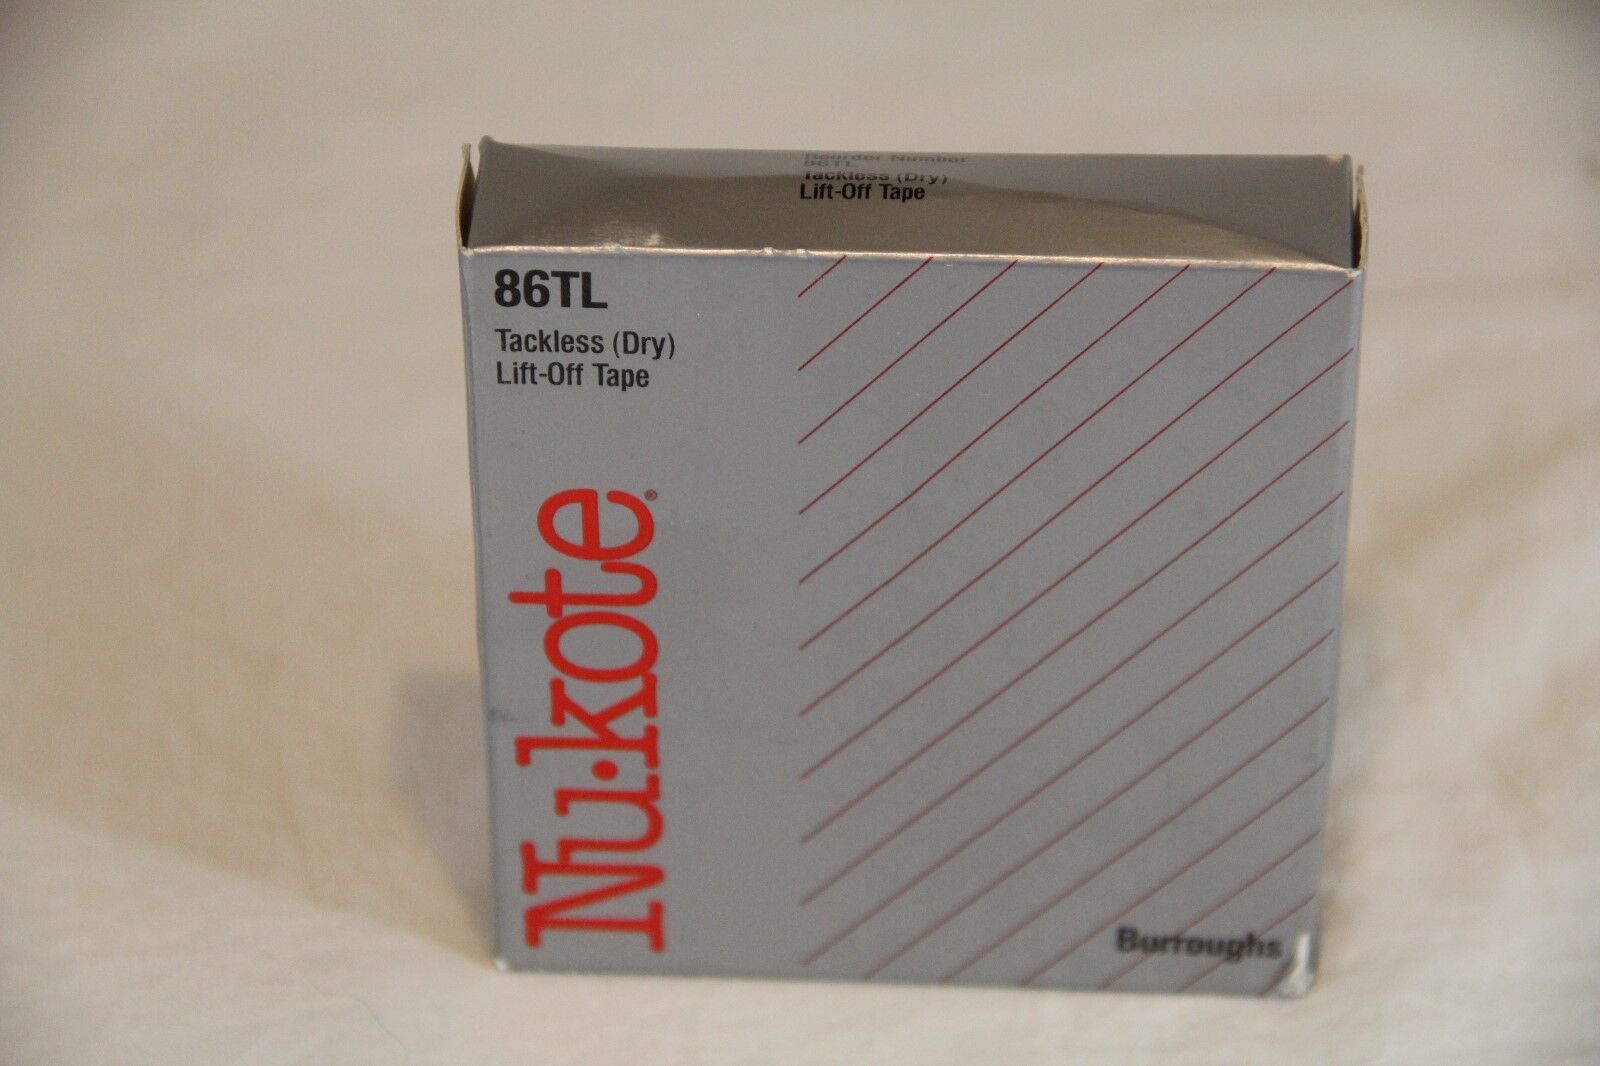 Reorder Number
86TL
Tackless (Dry)
Lift-Off Tape
86TL
Tackless (Dry)
Lift-Off Tape
Nu·kote®
Burroughs